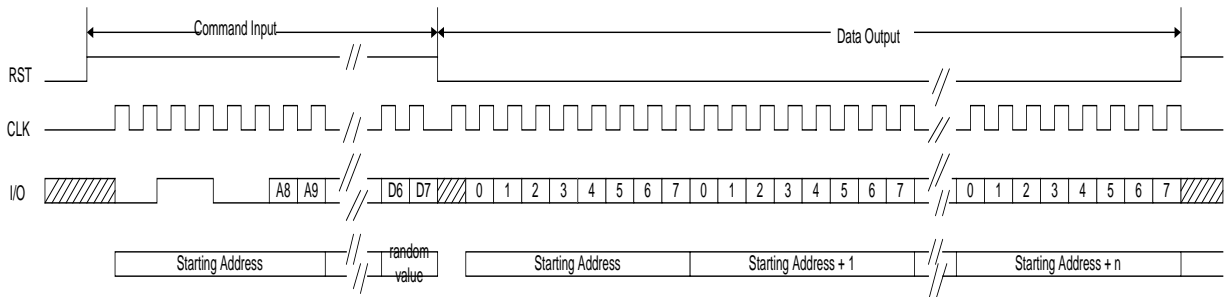 Command Input
Data Output
RST
CLK
I/O A8 A9 D6 D7 0 1 2 3 4 5 6 7 0 1 2 3 4 5 6 7 0 1 2 3 4 5 6 7
Starting Address random value Starting Address Starting Address + 1 Starting Address + n